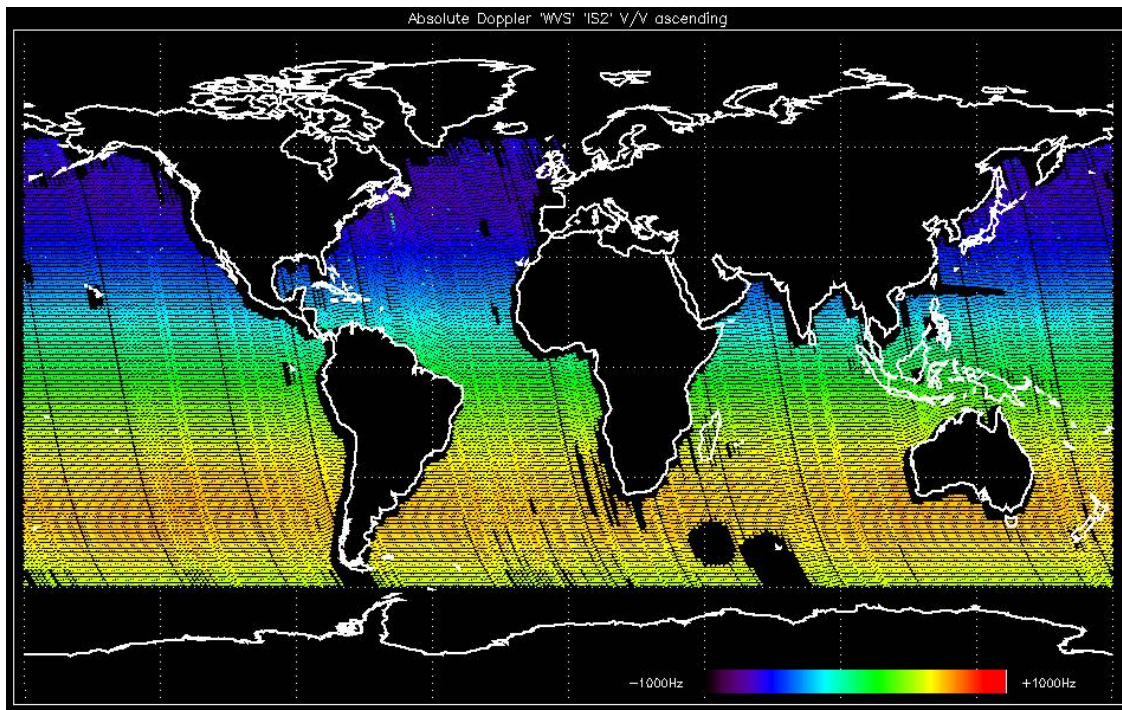 Absolute Doppler 'WVS' 'IS2' V/V ascending
-1000Hz +1000Hz